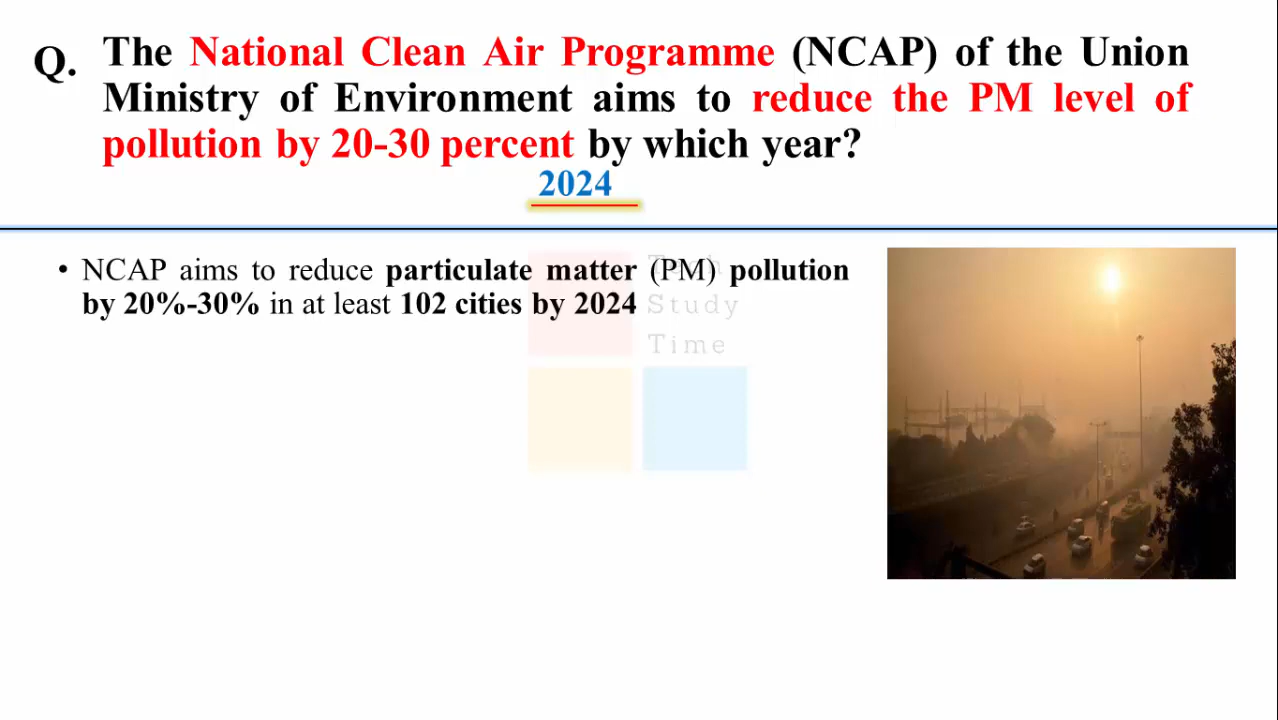 Q. The National Clean Air Programme (NCAP) of the Union
Ministry of Environment aims to reduce the PM level of
pollution by 20-30 percent by which year?
2024
• NCAP aims to reduce particulate matter (PM) pollution
by 20%-30% in at least 102 cities by 2024
Tech
Study
Time